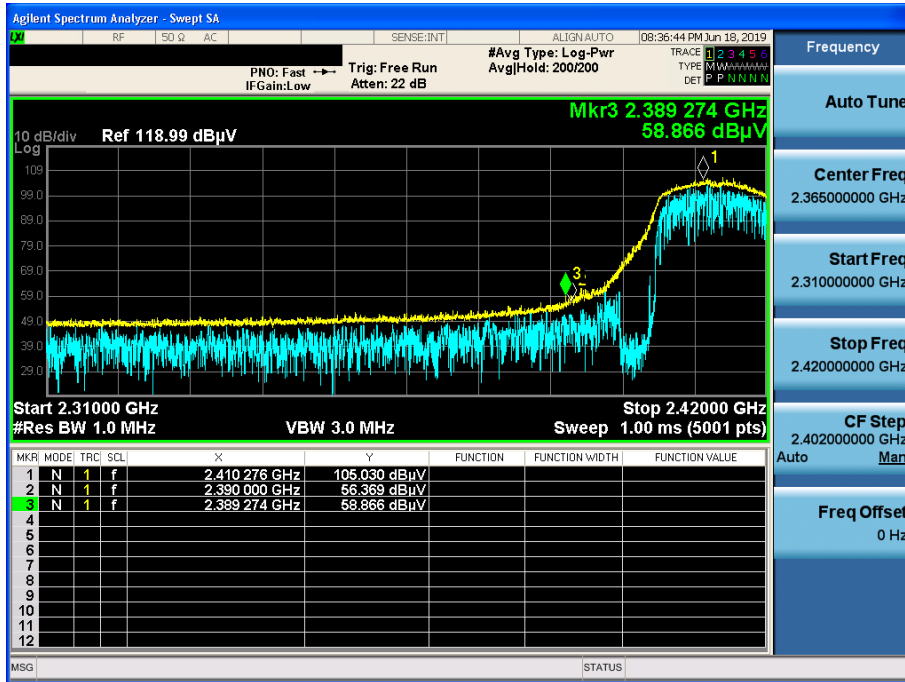 Agilent Spectrum Analyzer - Swept SA
LXI RF 50 Ω AC SENSE:INT ALIGN AUTO 08:36:44 PM Jun 18, 2019
PNO: Fast
IFGain:Low
Trig: Free Run
Atten: 22 dB
#Avg Type: Log-Pwr
Avg|Hold: 200/200
TRACE 1 2 3 4 5 6
TYPE M W W W W W
DET P P N N N N
Mkr3 2.389 274 GHz
58.866 dBµV
10 dB/div Ref 118.99 dBµV
Log
109
99.0
89.0
79.0
69.0
59.0
49.0
39.0
29.0
1
3
Start 2.31000 GHz Stop 2.42000 GHz
#Res BW 1.0 MHz VBW 3.0 MHz Sweep 1.00 ms (5001 pts)
MKR MODE TRC SCL X Y FUNCTION FUNCTION WIDTH FUNCTION VALUE
1 N 1 f 2.410 276 GHz 105.030 dBµV
2 N 1 f 2.390 000 GHz 56.369 dBµV
3 N 1 f 2.389 274 GHz 58.866 dBµV
4
5
6
7
8
9
10
11
12
MSG STATUS
Frequency
Auto Tune
Center Freq
2.365000000 GHz
Start Freq
2.310000000 GHz
Stop Freq
2.420000000 GHz
CF Step
2.402000000 GHz
Auto Man
Freq Offset
0 Hz